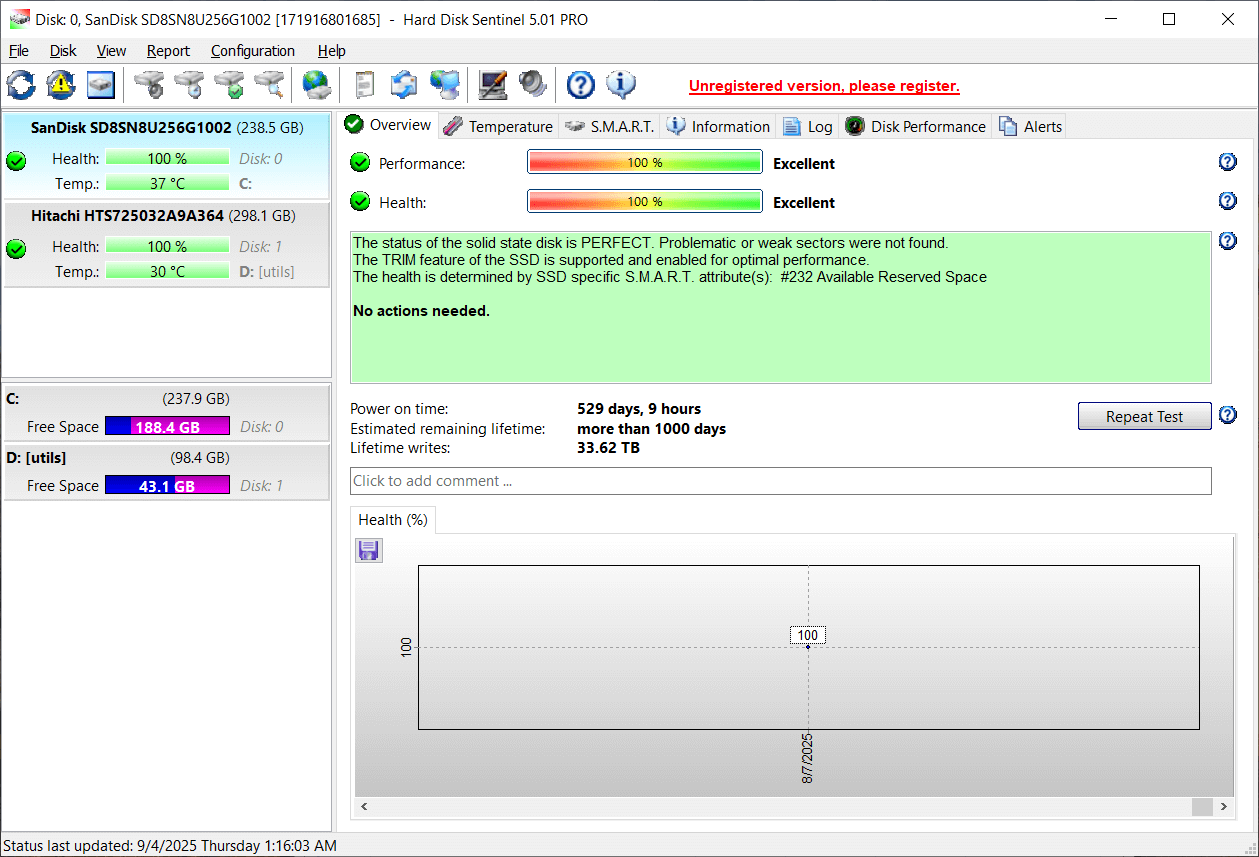 Disk: 0, SanDisk SD8SN8U256G1002 [171916801685] - Hard Disk Sentinel 5.01 PRO
File Disk View Report Configuration Help
Unregistered version, please register.
SanDisk SD8SN8U256G1002 (238.5 GB)
Health: 100 % Disk: 0
Temp.: 37 °C C:
Hitachi HTS725032A9A364 (298.1 GB)
Health: 100 % Disk: 1
Temp.: 30 °C D: [utils]
C: (237.9 GB)
Free Space 188.4 GB Disk: 0
D: [utils] (98.4 GB)
Free Space 43.1 GB Disk: 1
Overview Temperature S.M.A.R.T. Information Log Disk Performance Alerts
Performance: 100 % Excellent
Health: 100 % Excellent
The status of the solid state disk is PERFECT. Problematic or weak sectors were not found.
The TRIM feature of the SSD is supported and enabled for optimal performance.
The health is determined by SSD specific S.M.A.R.T. attribute(s): #232 Available Reserved Space
No actions needed.
Power on time: 529 days, 9 hours
Estimated remaining lifetime: more than 1000 days
Lifetime writes: 33.62 TB
Repeat Test
Click to add comment ...
Health (%)
100
100
8/7/2025
Status last updated: 9/4/2025 Thursday 1:16:03 AM